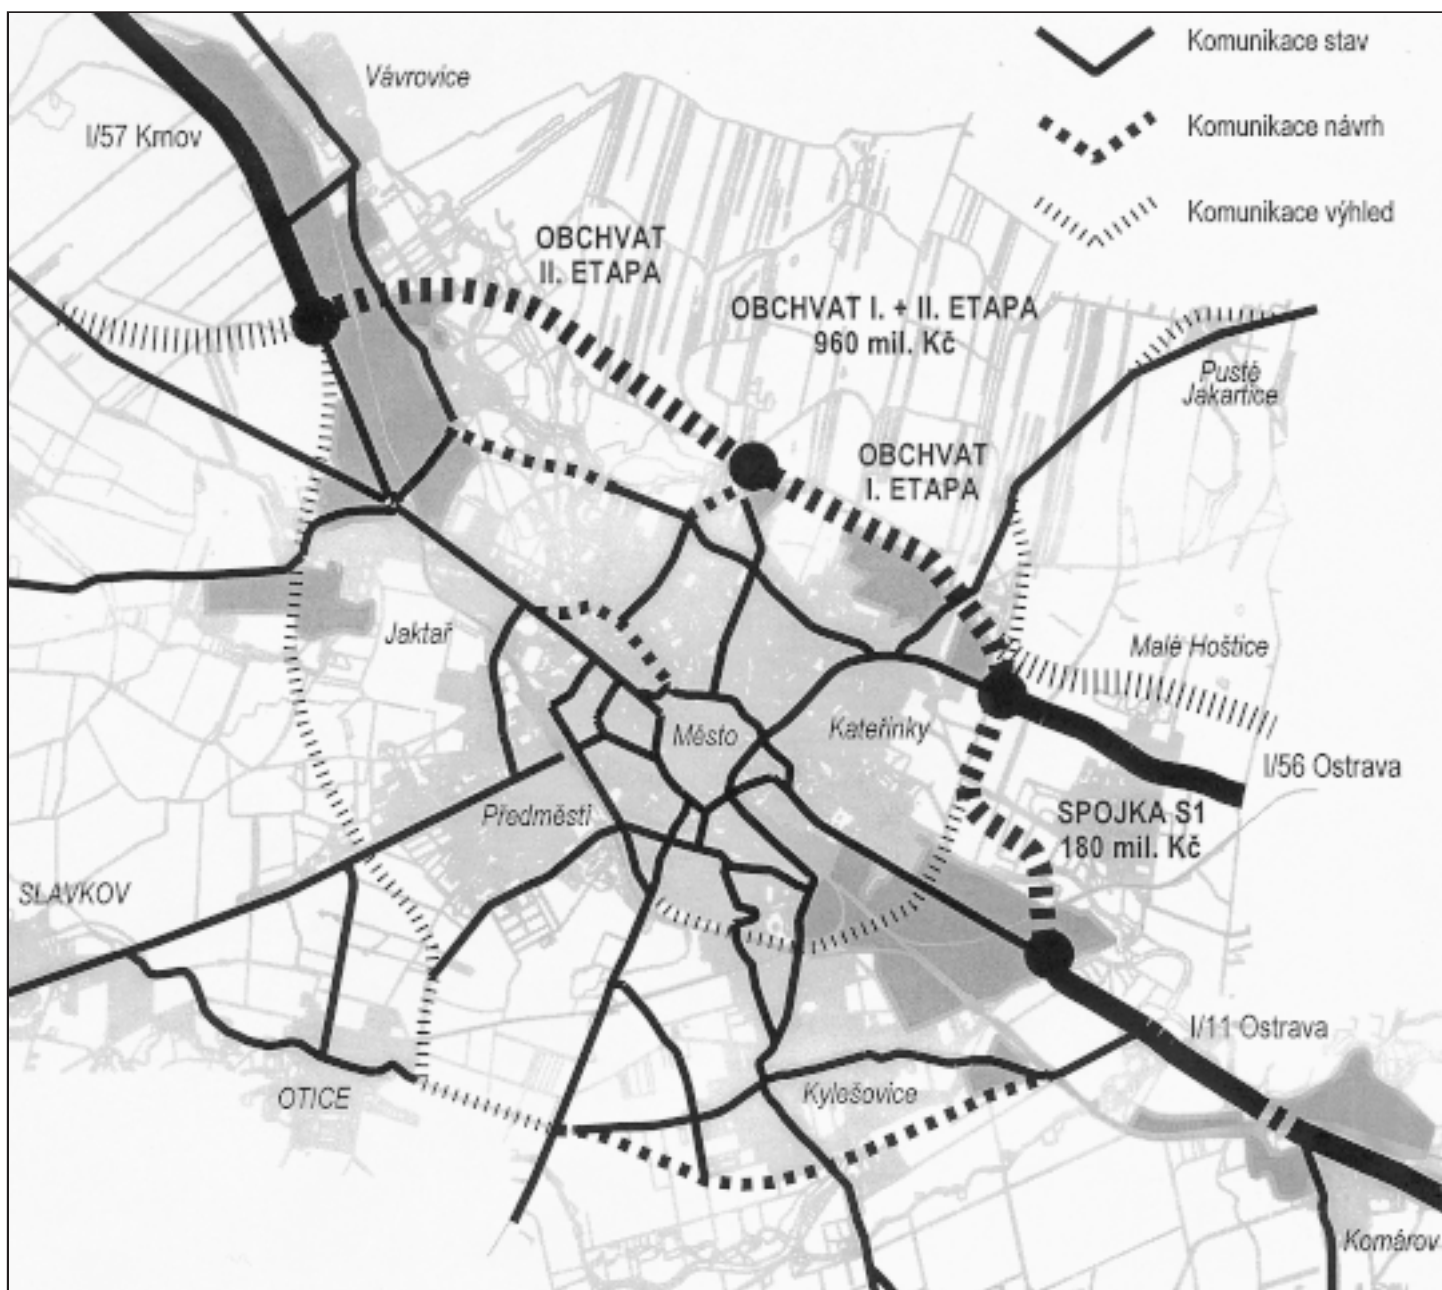 Komunikace stav
Vávrovice
I/57 Krnov
Komunikace návrh
Komunikace výhled
OBCHVAT
II. ETAPA
OBCHVAT I. + II. ETAPA
960 mil. Kč
Pusté
Jakartice
OBCHVAT
I. ETAPA
Jaktař
Malé Hoštice
Město
Kateřinky
I/56 Ostrava
Předměstí
SPOJKA S1
180 mil. Kč
SLAVKOV
I/11 Ostrava
OTICE
Kylešovice
Komárov